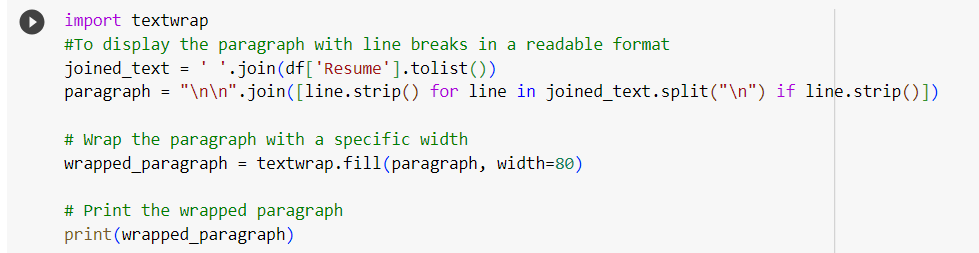 import textwrap
#To display the paragraph with line breaks in a readable format
joined_text = ' '.join(df['Resume'].tolist())
paragraph = "\n\n".join([line.strip() for line in joined_text.split("\n") if line.strip()])
# Wrap the paragraph with a specific width
wrapped_paragraph = textwrap.fill(paragraph, width=80)
# Print the wrapped paragraph
print(wrapped_paragraph)